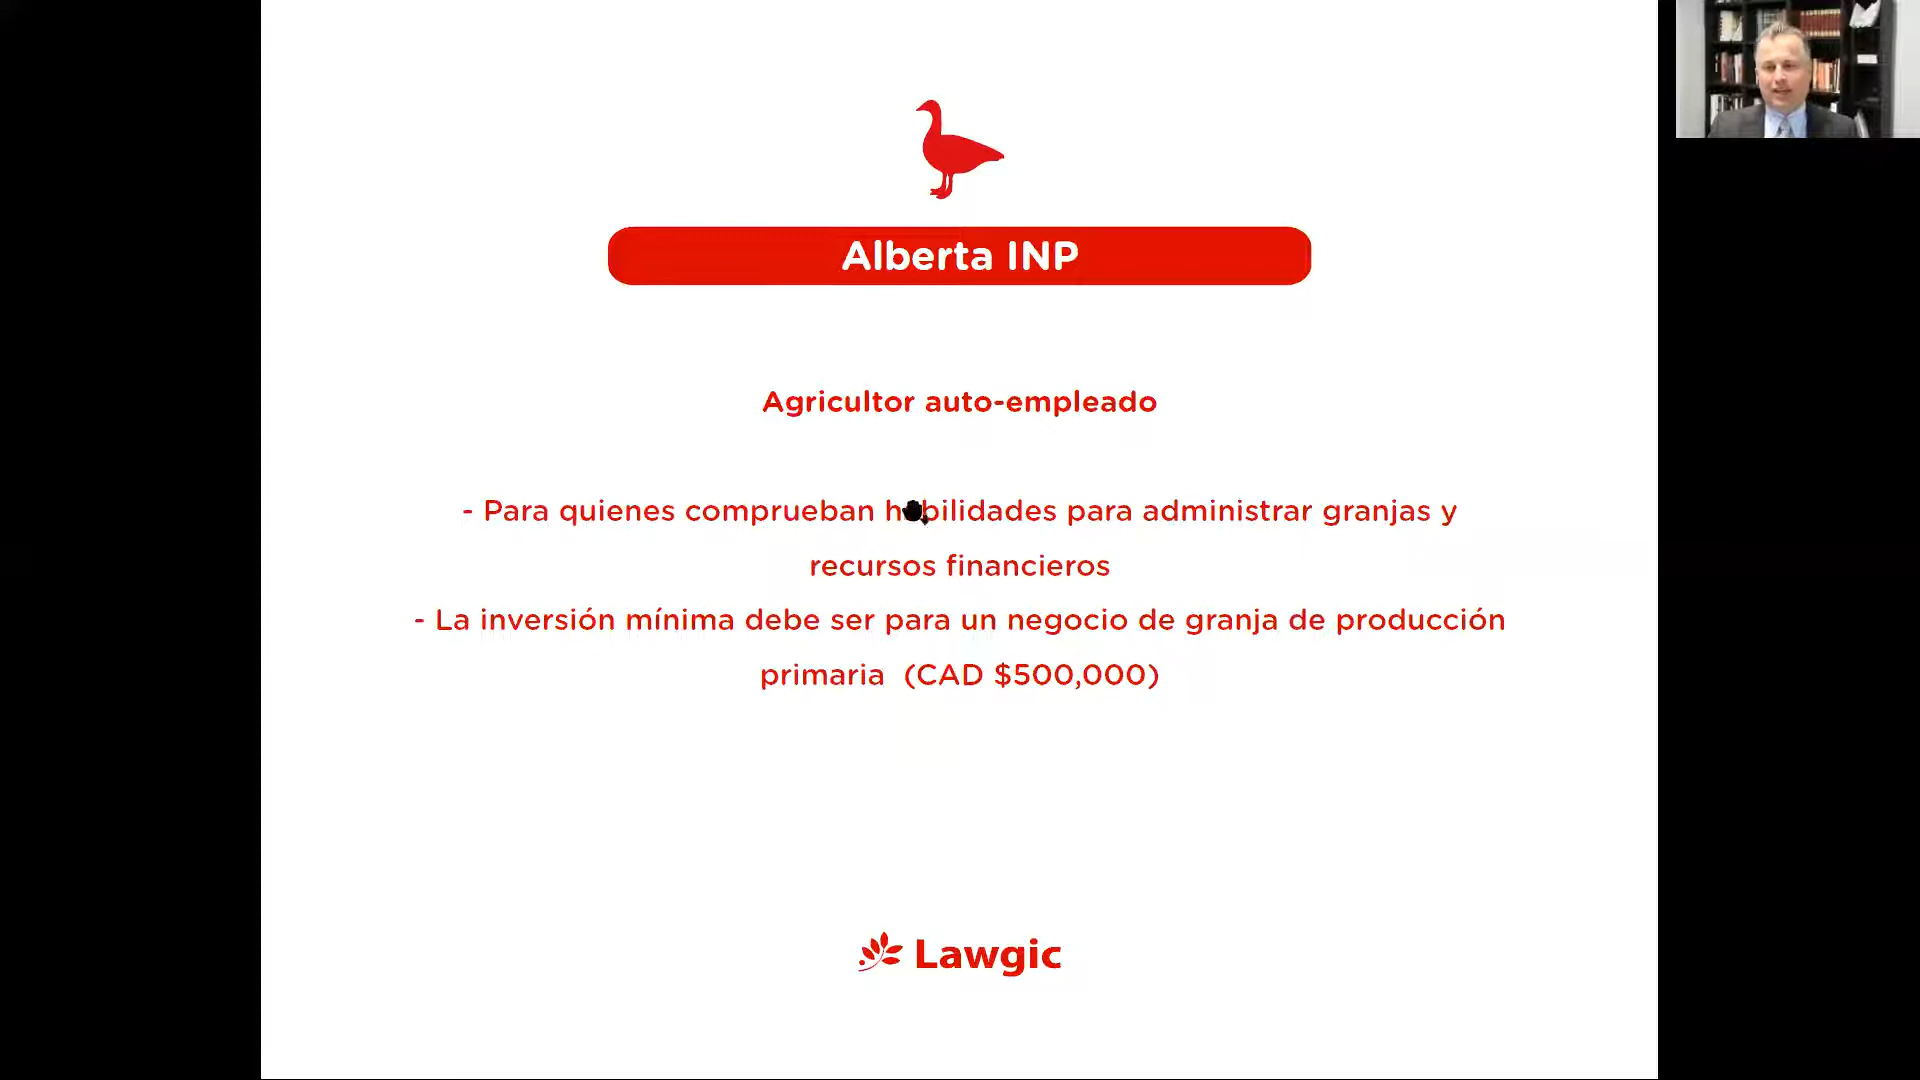 Alberta INP
Agricultor auto-empleado
- Para quienes comprueban habilidades para administrar granjas y
recursos financieros
- La inversión mínima debe ser para un negocio de granja de producción
primaria (CAD $500,000)
Lawgic